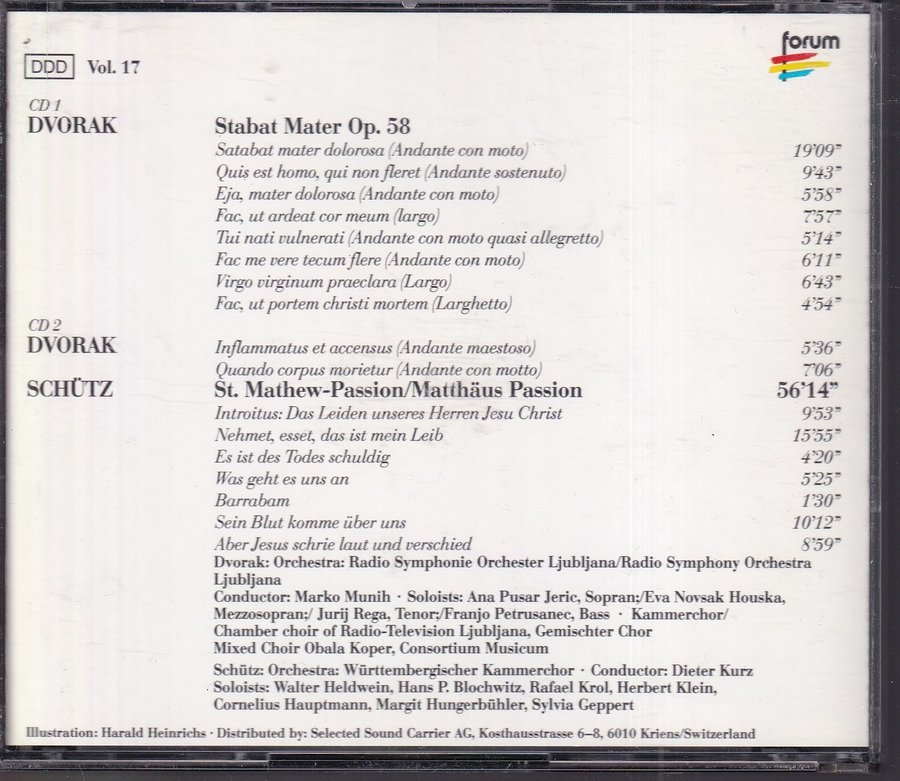 forum
DDD Vol. 17
CD 1
DVORAK Stabat Mater Op. 58
Satabat mater dolorosa (Andante con moto) 19’09”
Quis est homo, qui non fleret (Andante sostenuto) 9’43”
Eja, mater dolorosa (Andante con moto) 5’58”
Fac, ut ardeat cor meum (largo) 7’57”
Tui nati vulnerati (Andante con moto quasi allegretto) 5’14”
Fac me vere tecum flere (Andante con moto) 6’11”
Virgo virginum praeclara (Largo) 6’43”
Fac, ut portem christi mortem (Larghetto) 4’54”
CD 2
DVORAK Inflammatus et accensus (Andante maestoso) 5’36”
Quando corpus morietur (Andante con motto) 7’06”
SCHÜTZ St. Mathew-Passion/Matthäus Passion 56’14”
Introitus: Das Leiden unseres Herren Jesu Christ 9’53”
Nehmet, esset, das ist mein Leib 15’55”
Es ist des Todes schuldig 4’20”
Was geht es uns an 5’25”
Barrabam 1’30”
Sein Blut komme über uns 10’12”
Aber Jesus schrie laut und verschied 8’59”
Dvorak: Orchestra: Radio Symphonie Orchester Ljubljana/Radio Symphony Orchestra
Ljubljana
Conductor: Marko Munih · Soloists: Ana Pusar Jeric, Sopran;/Eva Novsak Houska,
Mezzosopran;/ Jurij Rega, Tenor;/Franjo Petrusanec, Bass · Kammerchor/
Chamber choir of Radio-Television Ljubljana, Gemischter Chor
Mixed Choir Obala Koper, Consortium Musicum
Schütz: Orchestra: Württembergischer Kammerchor · Conductor: Dieter Kurz
Soloists: Walter Heldwein, Hans P. Blochwitz, Rafael Krol, Herbert Klein,
Cornelius Hauptmann, Margit Hungerbühler, Sylvia Geppert
Illustration: Harald Heinrichs · Distributed by: Selected Sound Carrier AG, Kosthausstrasse 6–8, 6010 Kriens/Switzerland